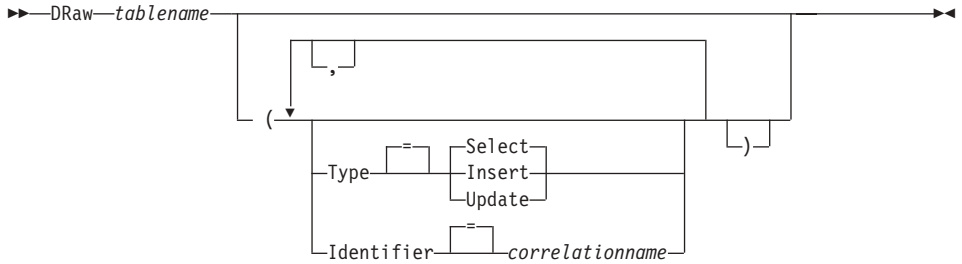 DRaw tablename
,
( )
= Select
Type Insert
Update
=
Identifier correlationname